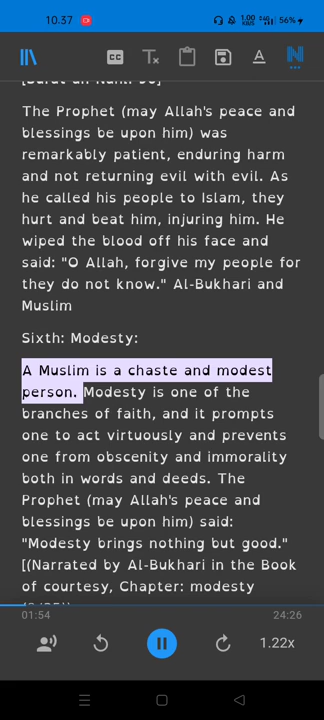 10.37
1.00
KB/S
56%
CC
N
The Prophet (may Allah's peace and
blessings be upon him) was
remarkably patient, enduring harm
and not returning evil with evil. As
he called his people to Islam, they
hurt and beat him, injuring him. He
wiped the blood off his face and
said: "O Allah, forgive my people for
they do not know." Al-Bukhari and
Muslim
Sixth: Modesty:
A Muslim is a chaste and modest
person. Modesty is one of the
branches of faith, and it prompts
one to act virtuously and prevents
one from obscenity and immorality
both in words and deeds. The
Prophet (may Allah's peace and
blessings be upon him) said:
"Modesty brings nothing but good."
[(Narrated by Al-Bukhari in the Book
of courtesy, Chapter: modesty
01:54
24:26
1.22x